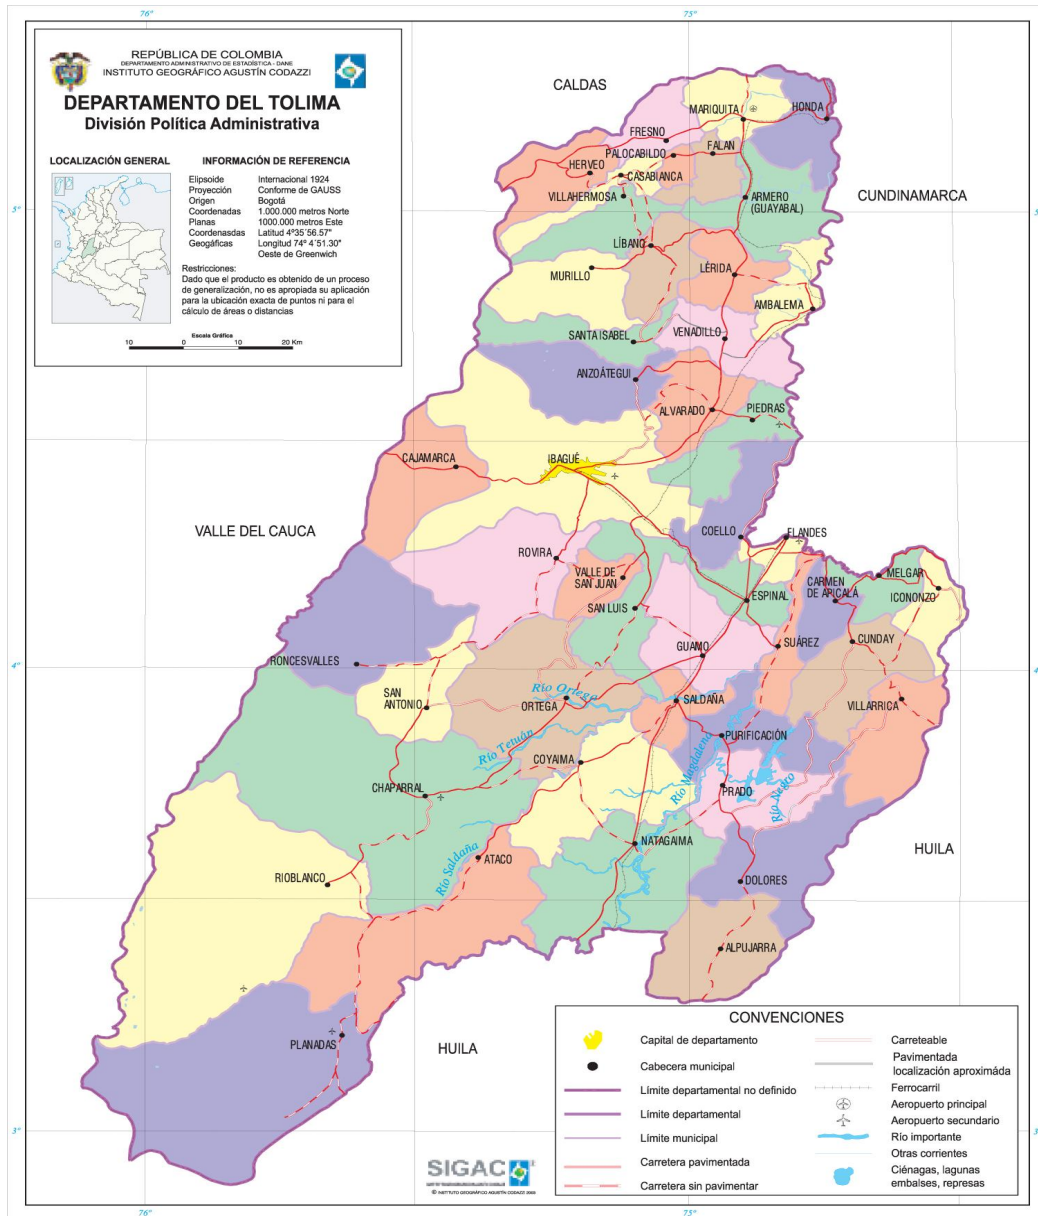 76°
75°
REPÚBLICA DE COLOMBIA
DEPARTAMENTO ADMINISTRATIVO DE ESTADÍSTICA - DANE
INSTITUTO GEOGRÁFICO AGUSTÍN CODAZZI
DEPARTAMENTO DEL TOLIMA
División Política Administrativa
LOCALIZACIÓN GENERAL
INFORMACIÓN DE REFERENCIA
Elipsoide Internacional 1924
Proyección Conforme de GAUSS
Origen Bogotá
Coordenadas 1.000.000 metros Norte
Planas 1000.000 metros Este
Coordenasdas Latitud 4º35´56.57"
Geográficas Longitud 74º 4´51.30"
Oeste de Greenwich
Restricciones:
Dado que el producto es obtenido de un proceso
de generalización, no es apropiada su aplicación
para la ubicación exacta de puntos ni para el
cálculo de áreas o distancias
Escala Gráfica
10 0 10 20 Km
CALDAS
MARIQUITA
HONDA
FRESNO
FALAN
PALOCABILDO
HERVEO
CASABIANCA
VILLAHERMOSA
ARMERO
(GUAYABAL)
CUNDINAMARCA
5°
LÍBANO
MURILLO
LÉRIDA
AMBALEMA
SANTA ISABEL
VENADILLO
ANZOÁTEGUI
ALVARADO
PIEDRAS
CAJAMARCA
IBAGUÉ
VALLE DEL CAUCA
COELLO
FLANDES
ROVIRA
VALLE DE
SAN JUAN
MELGAR
CARMEN
DE APICALÁ
ICONONZO
SAN LUIS
ESPINAL
GUAMO
SUÁREZ
CUNDAY
RONCESVALLES
4°
SAN
ANTONIO
Río Ortega
ORTEGA
SALDAÑA
VILLARRICA
Río Tetuán
PURIFICACIÓN
COYAIMA
Río Magdalena
CHAPARRAL
PRADO
Río Negro
NATAGAIMA
HUILA
Río Saldaña
ATACO
RIOBLANCO
DOLORES
ALPUJARRA
PLANADAS
HUILA
3°
CONVENCIONES
Capital de departamento
Cabecera municipal
Límite departamental no definido
Límite departamental
Límite municipal
Carretera pavimentada
Carretera sin pavimentar
Carreteable
Pavimentada
localización aproximáda
Ferrocarril
Aeropuerto principal
Aeropuerto secundario
Río importante
Otras corrientes
Ciénagas, lagunas
embalses, represas
SIGAC
© INSTITUTO GEOGRÁFICO AGUSTÍN CODAZZI
76°
75°